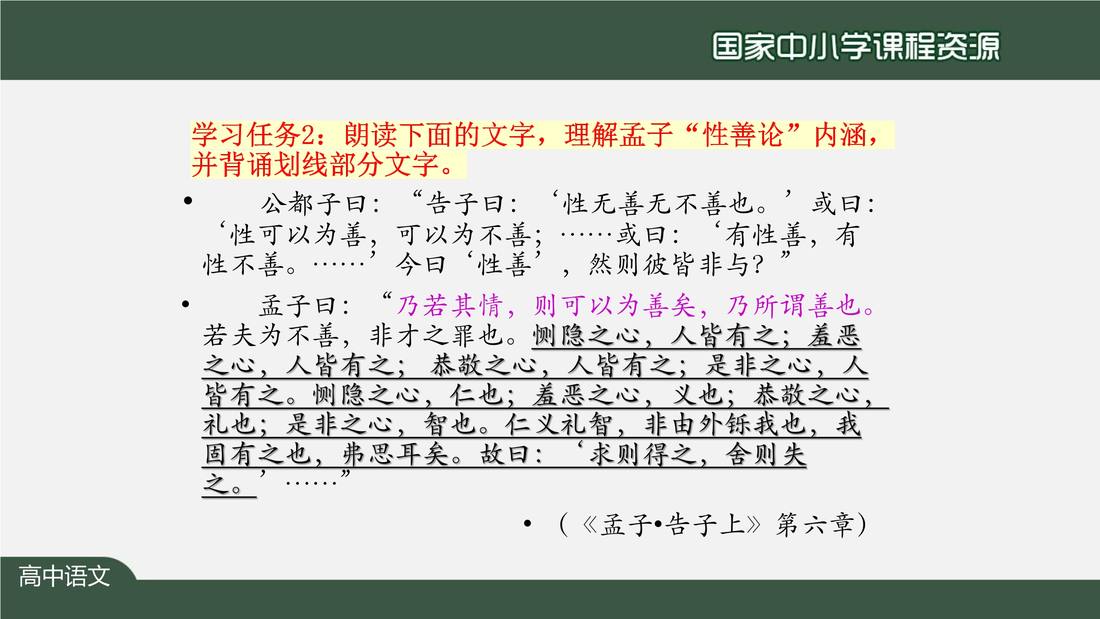 国家中小学课程资源
学习任务2：朗读下面的文字，理解孟子“性善论”内涵，
并背诵划线部分文字。
• 公都子曰：“告子曰：‘性无善无不善也。’或曰：
‘性可以为善，可以为不善；……或曰：‘有性善，有
性不善。……’今曰‘性善’，然则彼皆非与？”
• 孟子曰：“乃若其情，则可以为善矣，乃所谓善也。
若夫为不善，非才之罪也。恻隐之心，人皆有之；羞恶
之心，人皆有之； 恭敬之心，人皆有之；是非之心，人
皆有之。恻隐之心，仁也；羞恶之心，义也；恭敬之心，
礼也；是非之心，智也。仁义礼智，非由外铄我也，我
固有之也，弗思耳矣。故曰：‘求则得之，舍则失
之。’……”
• （《孟子•告子上》第六章）
高中语文